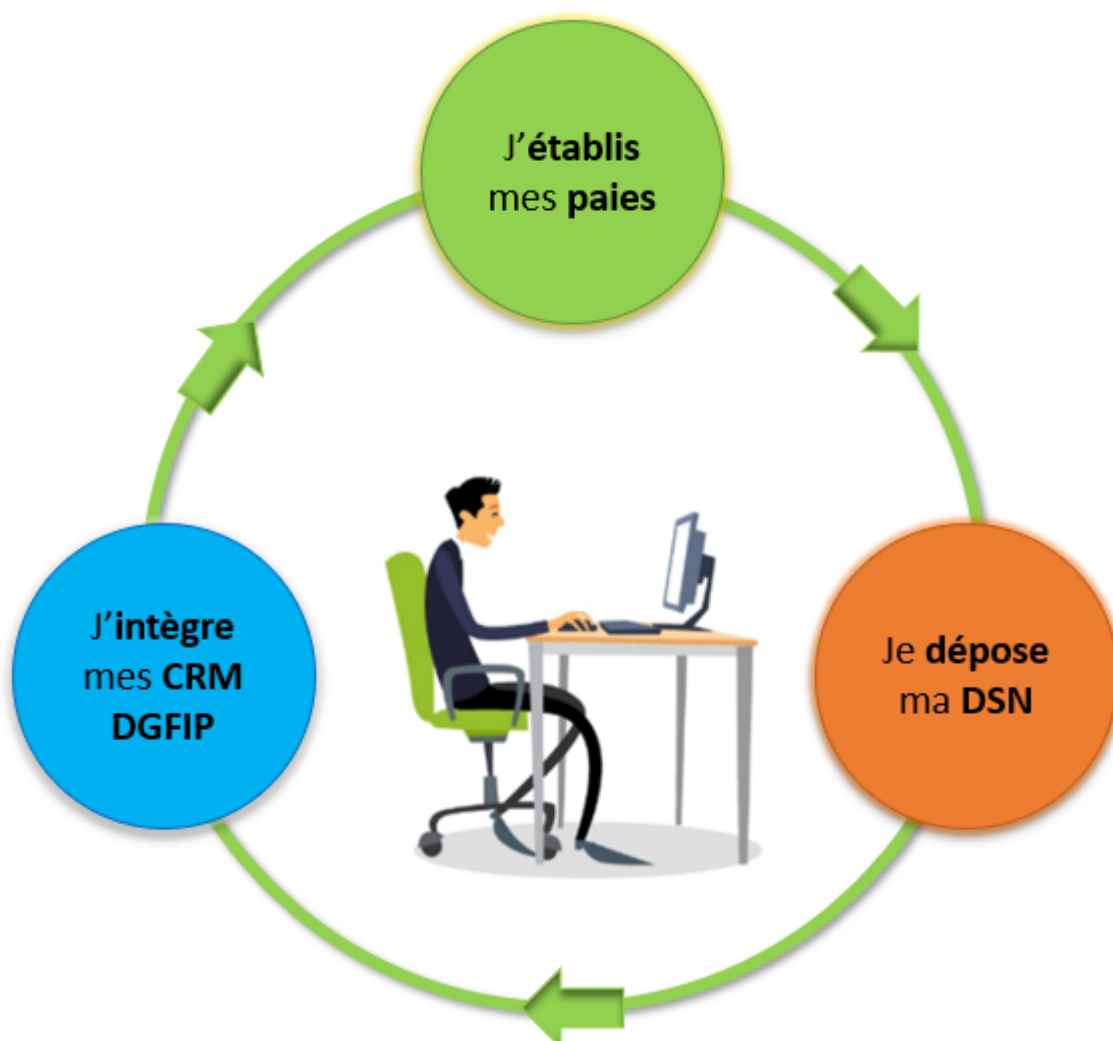 J’établis
mes paies
Je dépose
ma DSN
J’intègre
mes CRM
DGFIP